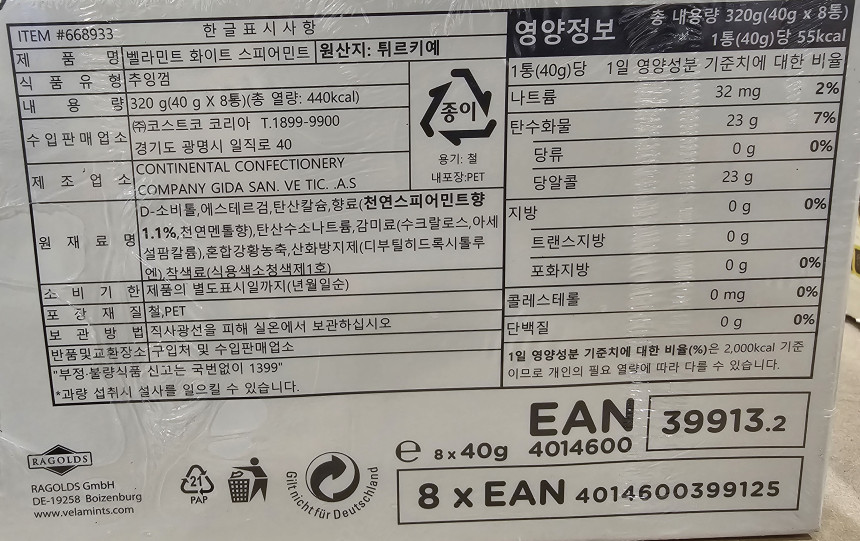 ITEM #668933 한글표시사항
제품명 벨라민트 화이트 스피어민트 원산지: 튀르키예
식품유형 추잉껌
내용량 320 g(40 g X 8통)(총 열량: 440kcal)
수입판매업소 ㈜코스트코 코리아 T.1899-9900
경기도 광명시 일직로 40
제조업소 CONTINENTAL CONFECTIONERY
COMPANY GIDA SAN. VE TIC. .A.S
종이
용기: 철
내포장:PET
원재료명 D-소비톨,에스테르검,탄산칼슘,향료(천연스피어민트향
1.1%,천연멘톨향),탄산수소나트륨,감미료(수크랄로스,아세
설팜칼륨),혼합강황농축,산화방지제(디부틸히드록시톨루
엔),착색료(식용색소청색제1호)
소비기한 제품의 별도표시일까지(년월일순)
포장재질 철,PET
보관방법 직사광선을 피해 실온에서 보관하십시오
반품및교환장소 구입처 및 수입판매업소
"부정·불량식품 신고는 국번없이 1399"
*과량 섭취시 설사를 일으킬 수 있습니다.
영양정보 총 내용량 320g(40g x 8통)
1통(40g)당 55kcal
1통(40g)당 1일 영양성분 기준치에 대한 비율
나트륨 32 mg 2%
탄수화물 23 g 7%
당류 0 g 0%
당알콜 23 g
지방 0 g 0%
트랜스지방 0 g
포화지방 0 g 0%
콜레스테롤 0 mg 0%
단백질 0 g 0%
1일 영양성분 기준치에 대한 비율(%)은 2,000kcal 기준
이므로 개인의 필요 열량에 따라 다를 수 있습니다.
RAGOLDS
RAGOLDS GmbH
DE-19258 Boizenburg
www.velamints.com
21
PAP
Gilt nicht für Deutschland
e 8 x 40g
EAN
4014600
39913.2
8 x EAN 4014600399125